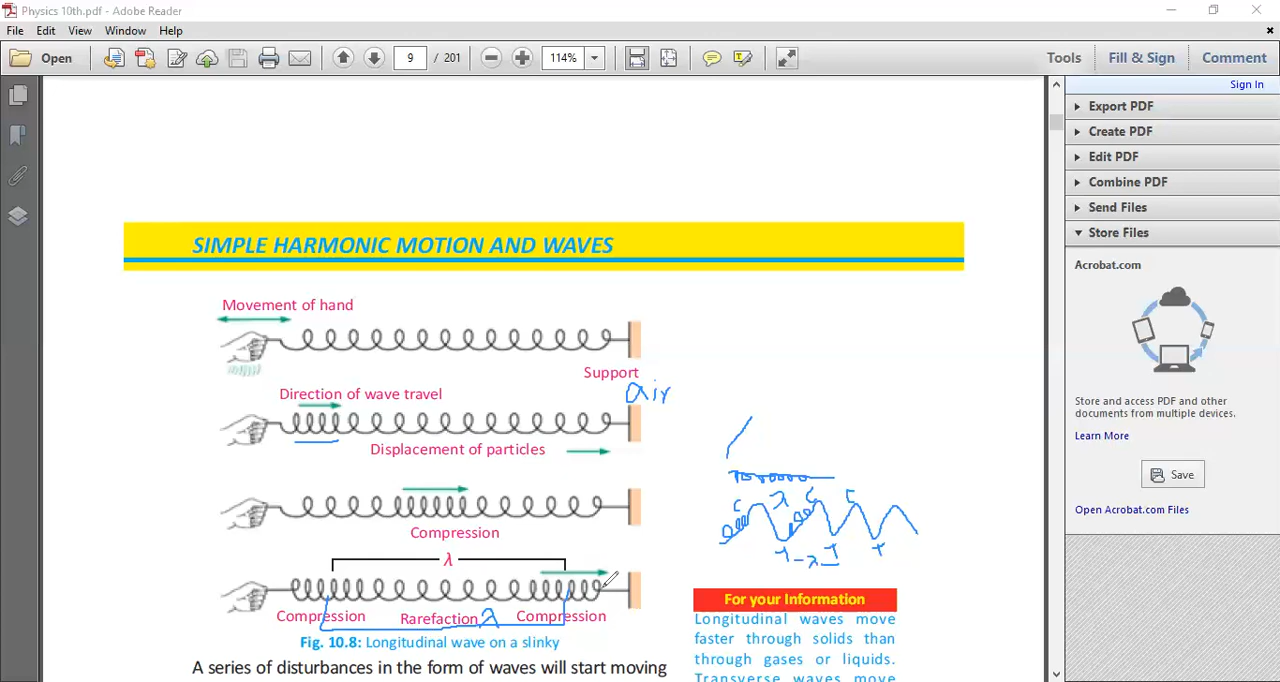 Physics 10th.pdf - Adobe Reader
File Edit View Window Help
Open 9 / 201 114% Tools Fill & Sign Comment
Sign In
Export PDF
Create PDF
Edit PDF
Combine PDF
Send Files
Store Files
Acrobat.com
Store and access PDF and other
documents from multiple devices.
Learn More
Save
Open Acrobat.com Files
SIMPLE HARMONIC MOTION AND WAVES
Movement of hand
Support
air
Direction of wave travel
Displacement of particles
Compression
λ
Compression Rarefaction λ Compression
Fig. 10.8: Longitudinal wave on a slinky
A series of disturbances in the form of waves will start moving
C λ C C
T - λ T T
For your Information
Longitudinal waves move
faster through solids than
through gases or liquids.
Transverse waves move